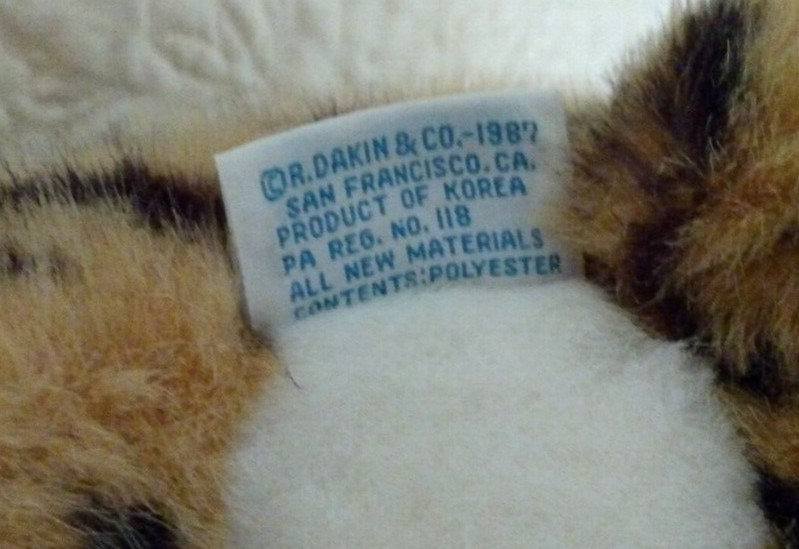 ©R. DAKIN & CO.-1987
SAN FRANCISCO, CA.
PRODUCT OF KOREA
PA REG. NO. 118
ALL NEW MATERIALS
CONTENTS:POLYESTER